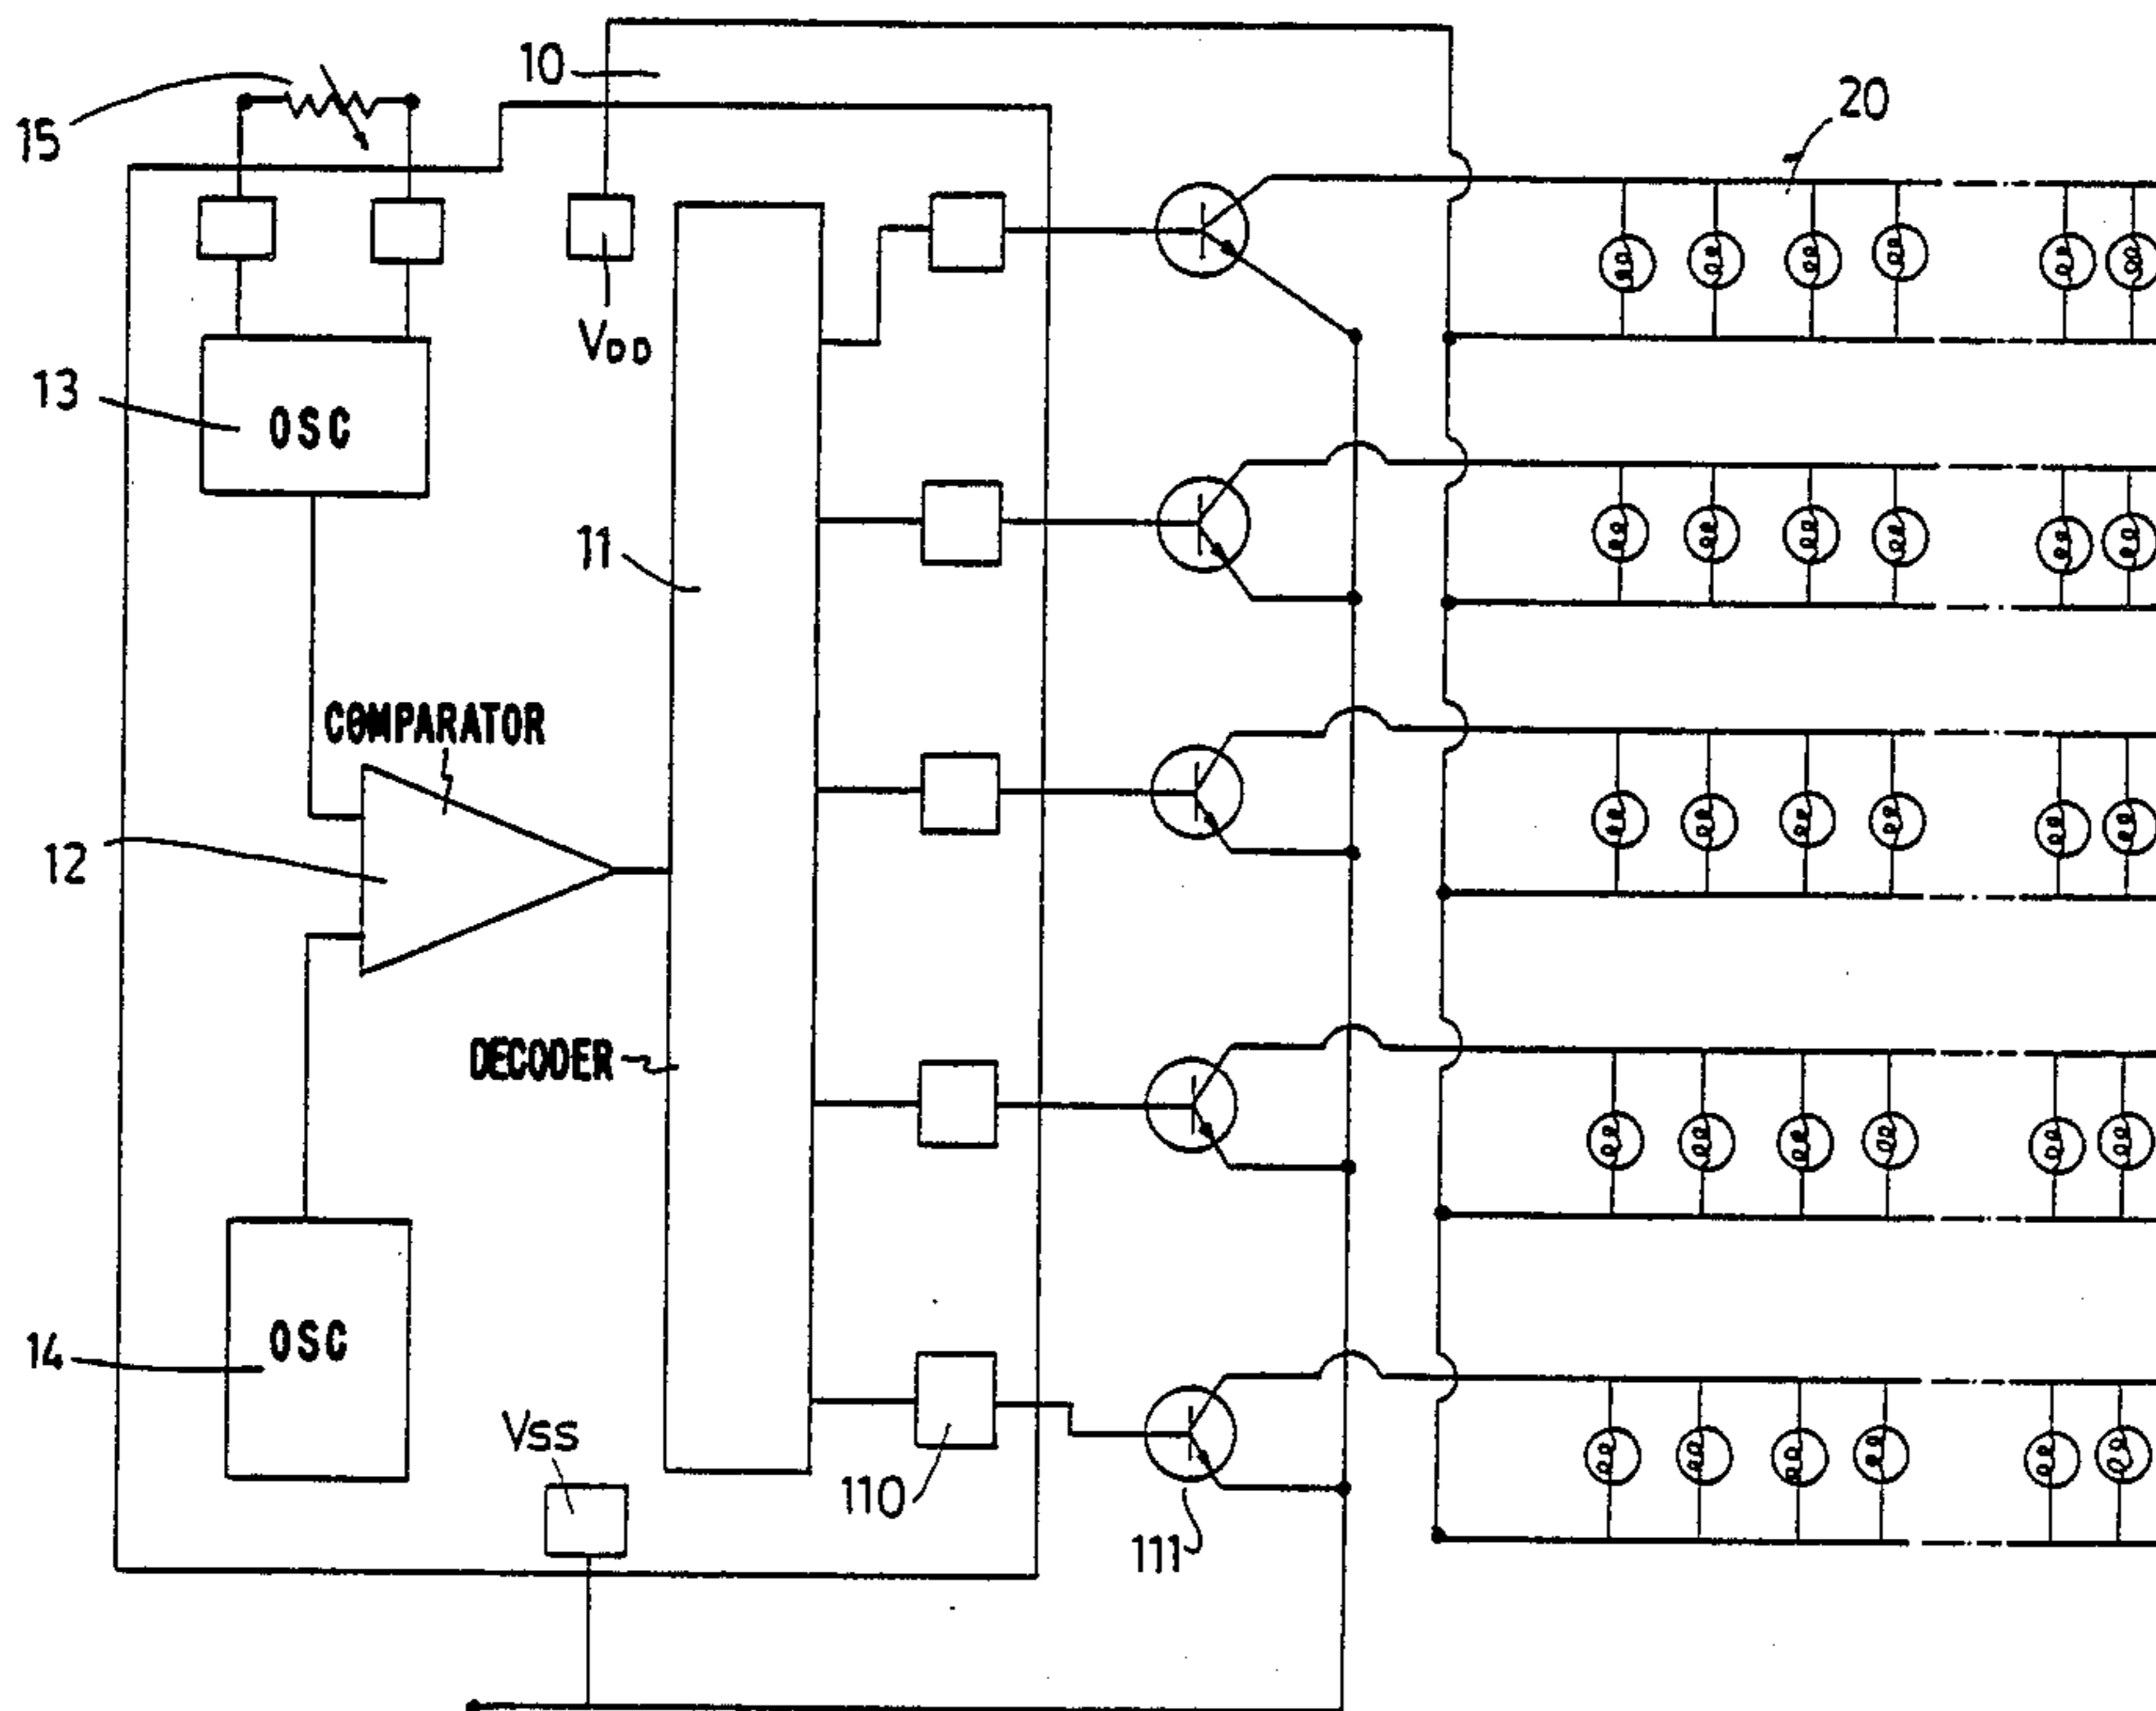 10
20
15
VDD
13
OSC
11
COMPARATOR
12
DECODER
14
OSC
VSS
110
111